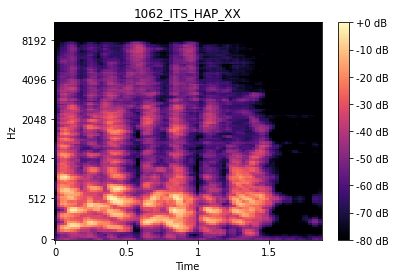 1062_ITS_HAP_XX
+0 dB
8192
-10 dB
4096
-20 dB
-30 dB
2048
Hz
-40 dB
1024
-50 dB
512
-60 dB
-70 dB
0
-80 dB
0
0.5
1
1.5
Time